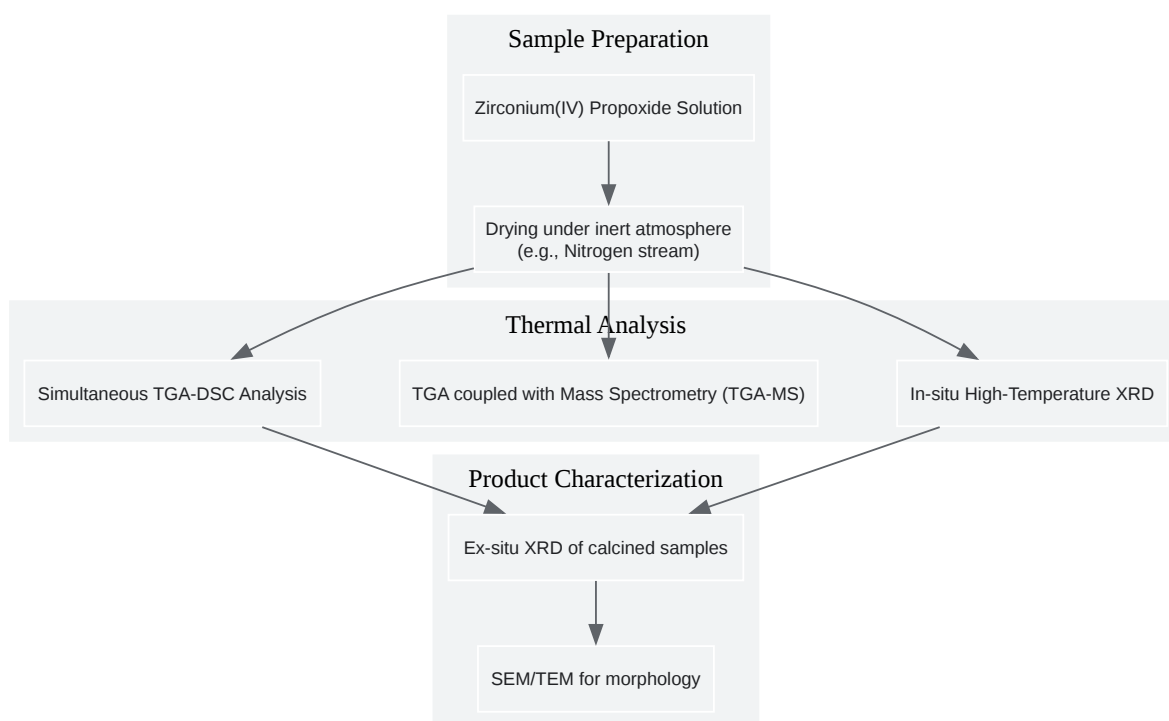 Sample Preparation
Zirconium(IV) Propoxide Solution
Drying under inert atmosphere
(e.g., Nitrogen stream)
Thermal Analysis
Simultaneous TGA-DSC Analysis
TGA coupled with Mass Spectrometry (TGA-MS)
In-situ High-Temperature XRD
Product Characterization
Ex-situ XRD of calcined samples
SEM/TEM for morphology